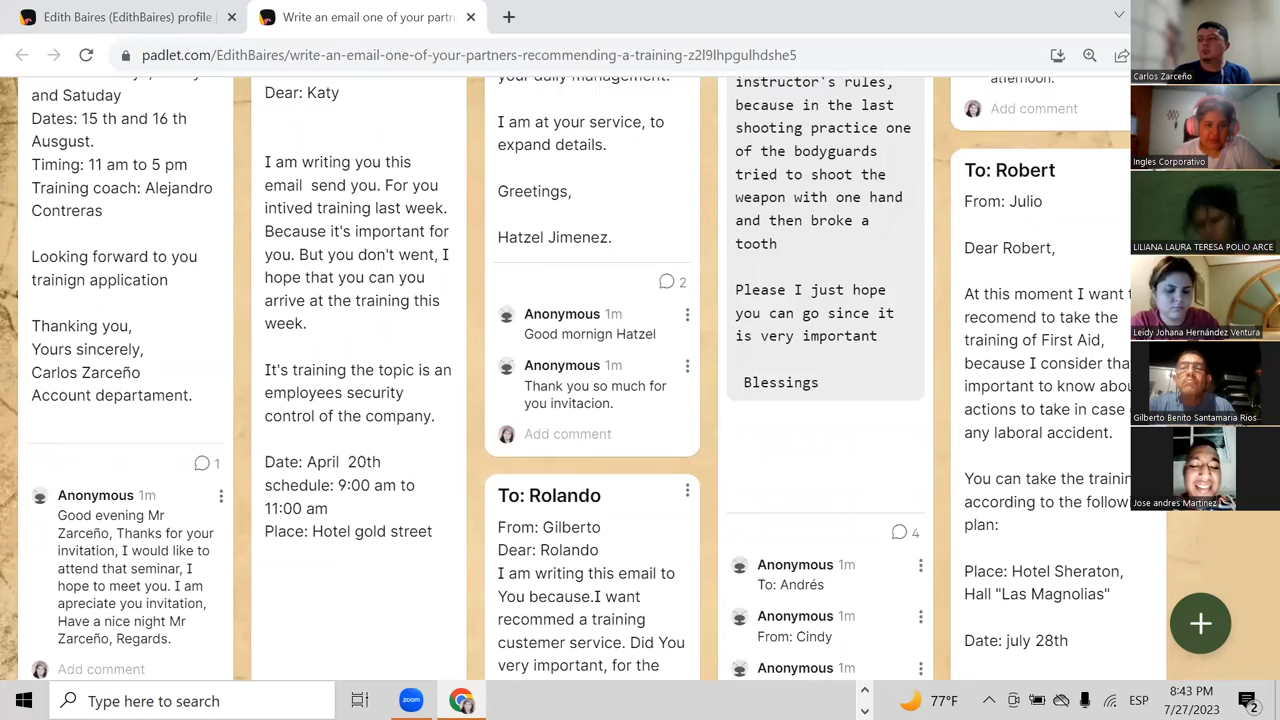 Edith Baires (EdithBaires) profile |
Write an email one of your partn
padlet.com/EdithBaires/write-an-email-one-of-your-partners-recommending-a-training-z2l9lhpgulhdshe5
and Satuday
Dates: 15 th and 16 th
Ausgust.
Timing: 11 am to 5 pm
Training coach: Alejandro
Contreras
Looking forward to you
trainign application
Thanking you,
Yours sincerely,
Carlos Zarceño
Account departament.
1
Anonymous 1m
Good evening Mr
Zarceño, Thanks for your
invitation, I would like to
attend that seminar, I
hope to meet you. I am
apreciate you invitation,
Have a nice night Mr
Zarceño, Regards.
Add comment
Dear: Katy
I am writing you this
email send you. For you
intived training last week.
Because it's important for
you. But you don't went, I
hope that you can you
arrive at the training this
week.
It's training the topic is an
employees security
control of the company.
Date: April 20th
schedule: 9:00 am to
11:00 am
Place: Hotel gold street
your daily management.
I am at your service, to
expand details.
Greetings,
Hatzel Jimenez.
2
Anonymous 1m
Good mornign Hatzel
Anonymous 1m
Thank you so much for
you invitacion.
Add comment
To: Rolando
From: Gilberto
Dear: Rolando
I am writing this email to
You because.I want
recommed a training
custemer service. Did You
very important, for the
instructor's rules,
because in the last
shooting practice one
of the bodyguards
tried to shoot the
weapon with one hand
and then broke a
tooth
Please I just hope
you can go since it
is very important
Blessings
4
Anonymous 1m
To: Andrés
Anonymous 1m
From: Cindy
Anonymous 1m
afternoon.
Add comment
To: Robert
From: Julio
Dear Robert,
At this moment I want t
recomend to take the
training of First Aid,
because I consider tha
important to know abou
actions to take in case
any laboral accident.
You can take the trainin
according to the followi
plan:
Place: Hotel Sheraton,
Hall "Las Magnolias"
Date: july 28th
Carlos Zarceño
Ingles Corporativo
LILIANA LAURA TERESA POLIO ARCE
Leidy Johana Hernández Ventura
Gilberto Benito Santamaria Rios
Jose andres Martinez
Type here to search
zoom
77°F
ESP
8:43 PM
7/27/2023
2